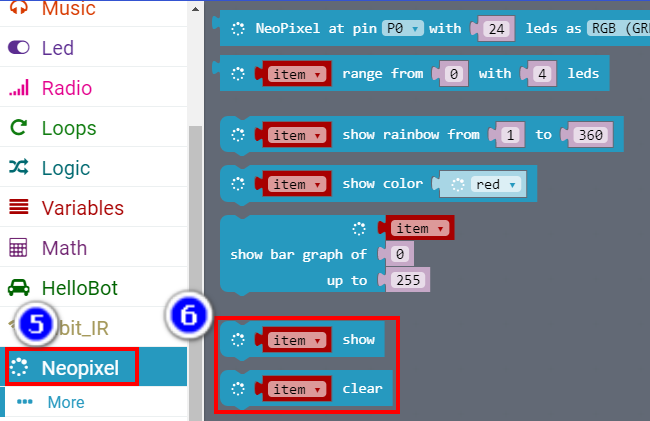 Music
Led
Radio
Loops
Logic
Variables
Math
HelloBot
bit_IR
Neopixel
More
5
6
NeoPixel at pin P0 with 24 leds as RGB (GR
item range from 0 with 4 leds
item show rainbow from 1 to 360
item show color red
item
show bar graph of 0
up to 255
item show
item clear